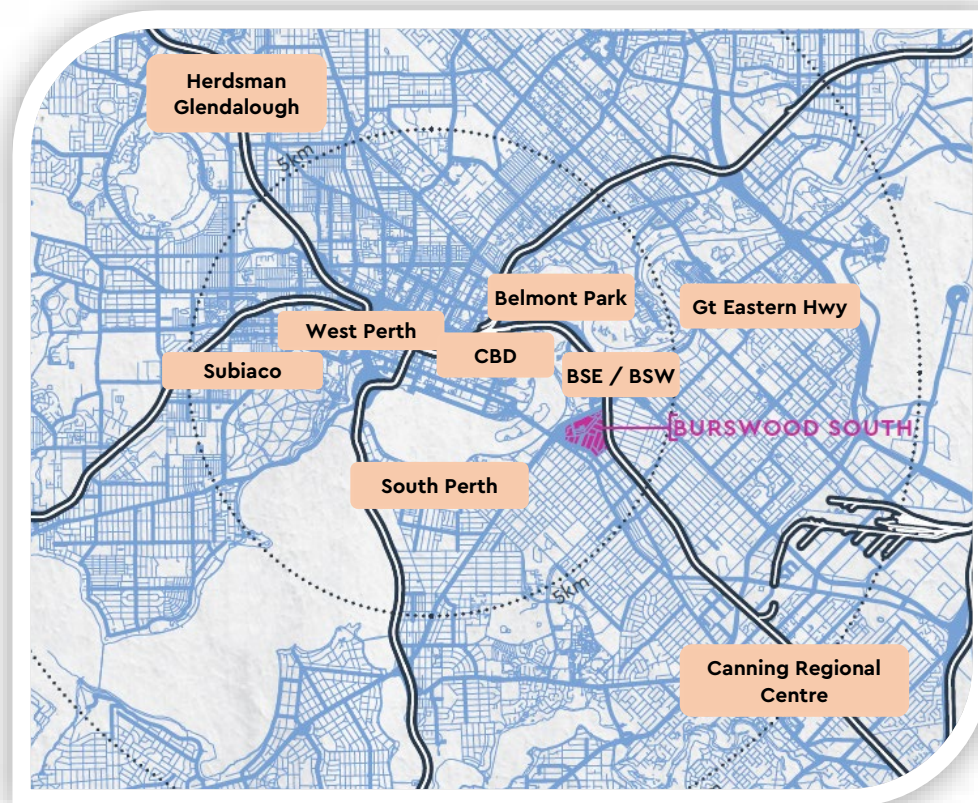 Herdsman
Glendalough
5km
Belmont Park
Gt Eastern Hwy
West Perth
CBD
Subiaco
BSE / BSW
BURSWOOD SOUTH
South Perth
5km
Canning Regional
Centre